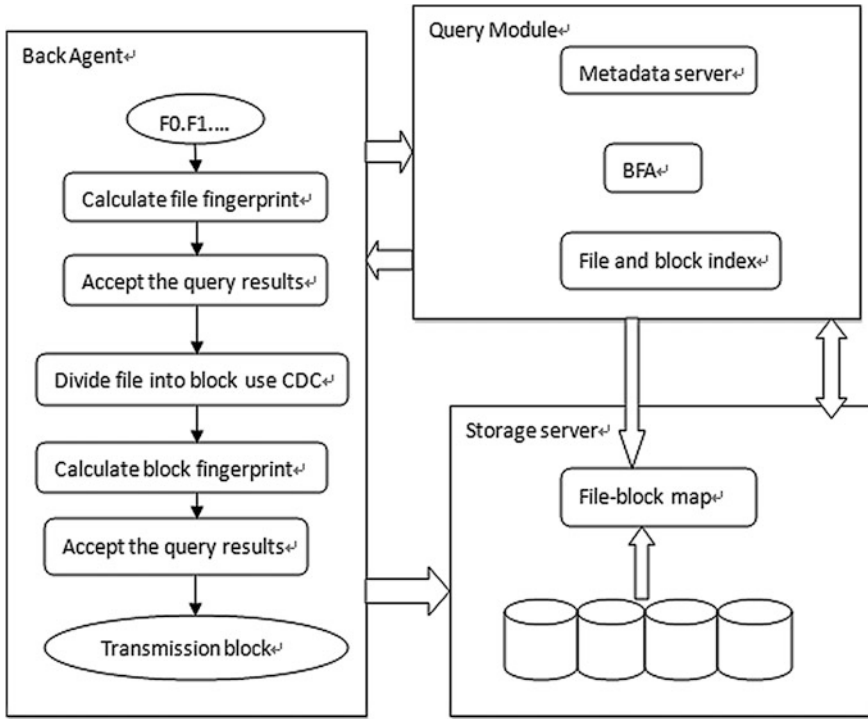 Back Agent↵
F0.F1....
Calculate file fingerprint↵
Accept the query results↵
Divide file into block use CDC↵
Calculate block fingerprint↵
Accept the query results↵
Transmission block↵
Query Module↵
Metadata server↵
BFA↵
File and block index↵
Storage server↵
File-block map↵